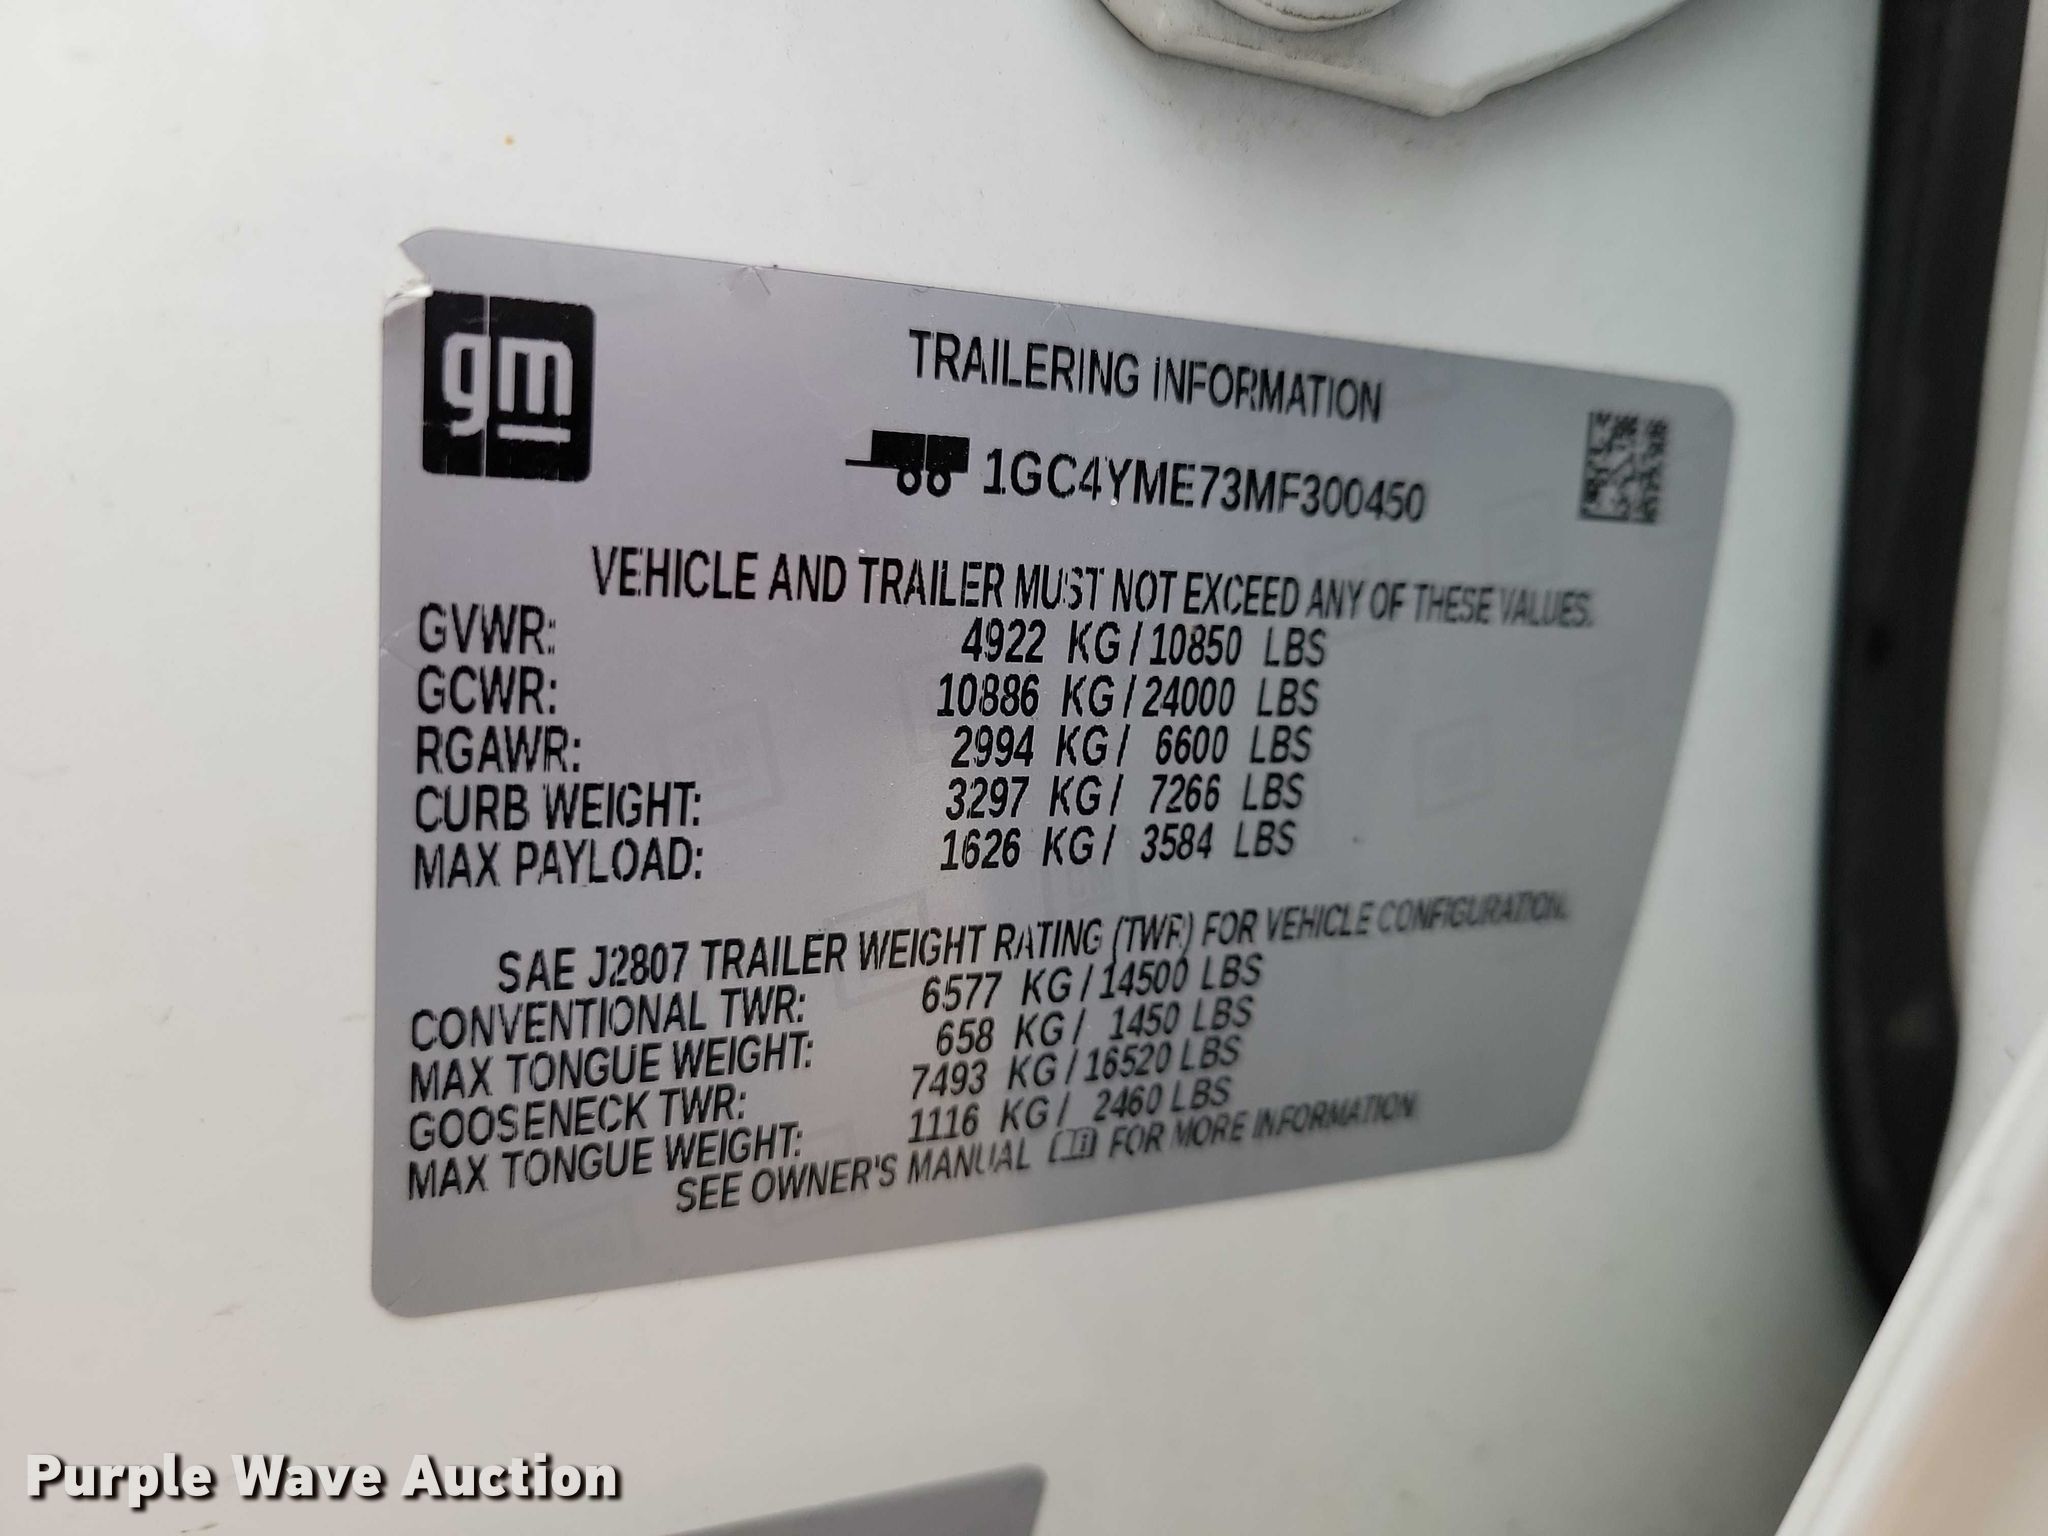 gm
TRAILERING INFORMATION
1GC4YME73MF300450
VEHICLE AND TRAILER MUST NOT EXCEED ANY OF THESE VALUES.
GVWR: 4922 KG / 10850 LBS
GCWR: 10886 KG / 24000 LBS
RGAWR: 2994 KG / 6600 LBS
CURB WEIGHT: 3297 KG / 7266 LBS
MAX PAYLOAD: 1626 KG / 3584 LBS
SAE J2807 TRAILER WEIGHT RATING (TWR) FOR VEHICLE CONFIGURATION.
CONVENTIONAL TWR: 6577 KG / 14500 LBS
MAX TONGUE WEIGHT: 658 KG / 1450 LBS
GOOSENECK TWR: 7493 KG / 16520 LBS
MAX TONGUE WEIGHT: 1116 KG / 2460 LBS
SEE OWNER'S MANUAL FOR MORE INFORMATION.
Purple Wave Auction